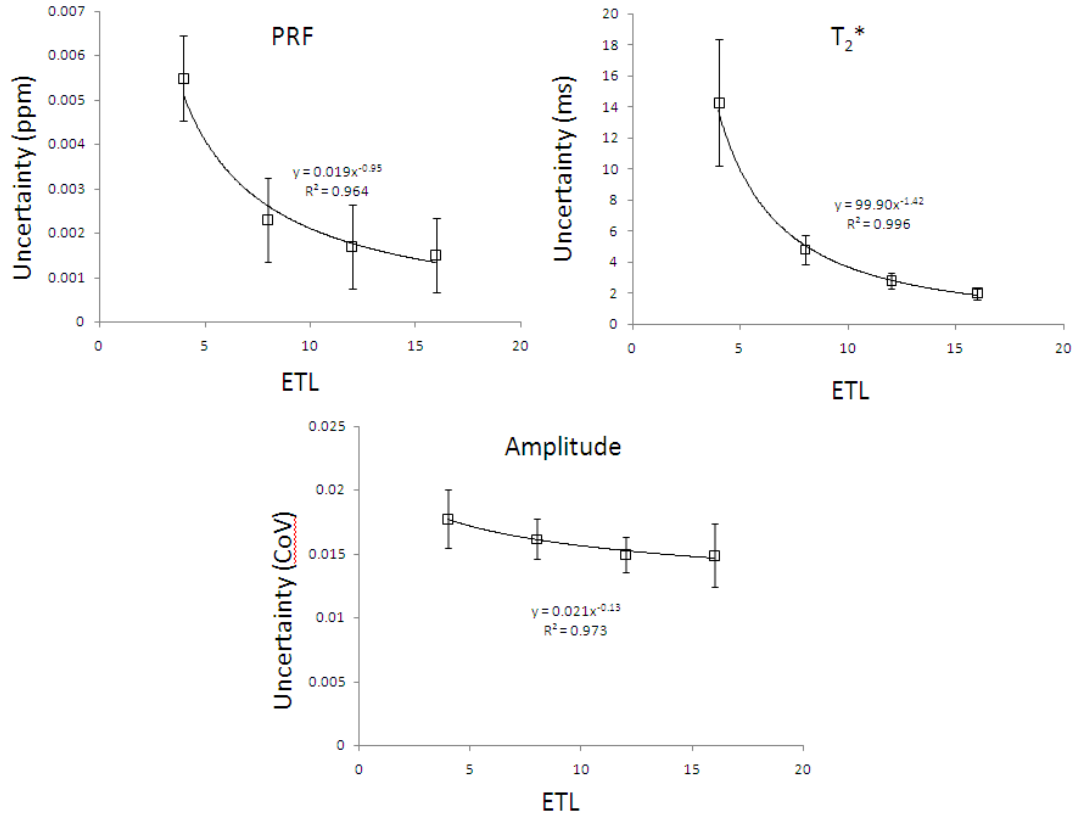 PRF
Uncertainty (ppm)
0.007
0.006
0.005
0.004
0.003
0.002
0.001
0
y = 0.019x^-0.95
R² = 0.964
0 5 10 15 20
ETL
T₂*
Uncertainty (ms)
20
18
16
14
12
10
8
6
4
2
0
y = 99.90x^-1.42
R² = 0.996
0 5 10 15 20
ETL
Amplitude
Uncertainty (CoV)
0.025
0.02
0.015
0.01
0.005
0
y = 0.021x^-0.13
R² = 0.973
0 5 10 15 20
ETL